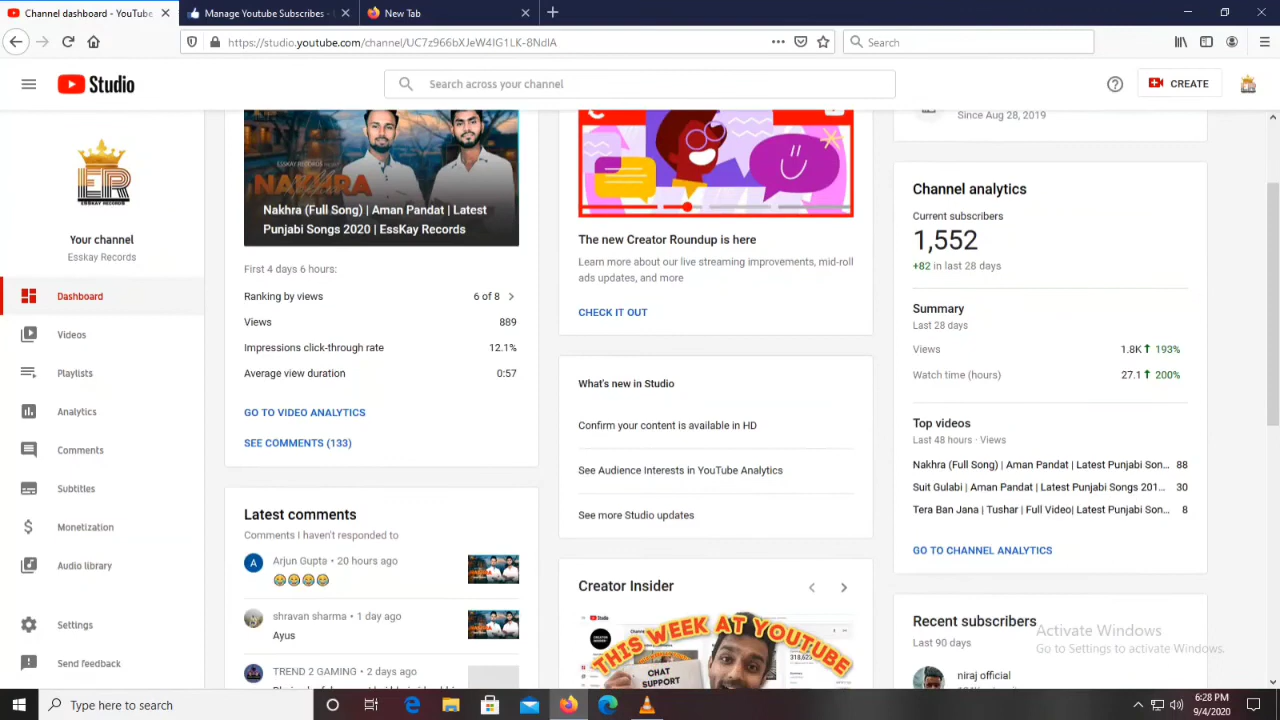 Channel dashboard - YouTube
Manage Youtube Subscribes -
New Tab
https://studio.youtube.com/channel/UC7z966bXJeW4IG1LK-8NdIA
Search
Studio
Search across your channel
CREATE
ER
ESSKAY RECORDS
Your channel
Esskay Records
Dashboard
Videos
Playlists
Analytics
Comments
Subtitles
Monetization
Audio library
Settings
Send feedback
NAKHRA
Nakhra (Full Song) | Aman Pandat | Latest
Punjabi Songs 2020 | EssKay Records
First 4 days 6 hours:
Ranking by views 6 of 8
Views 889
Impressions click-through rate 12.1%
Average view duration 0:57
GO TO VIDEO ANALYTICS
SEE COMMENTS (133)
Latest comments
Comments I haven't responded to
A
Arjun Gupta • 20 hours ago
shravan sharma • 1 day ago
Ayus
TREND 2 GAMING • 2 days ago
The new Creator Roundup is here
Learn more about our live streaming improvements, mid-roll
ads updates, and more
CHECK IT OUT
What's new in Studio
Confirm your content is available in HD
See Audience Interests in YouTube Analytics
See more Studio updates
Creator Insider
THIS WEEK AT YOUTUBE
CHAT
SUPPORT
Since Aug 28, 2019
Channel analytics
Current subscribers
1,552
+82 in last 28 days
Summary
Last 28 days
Views 1.8K 193%
Watch time (hours) 27.1 200%
Top videos
Last 48 hours · Views
Nakhra (Full Song) | Aman Pandat | Latest Punjabi Son... 88
Suit Gulabi | Aman Pandat | Latest Punjabi Songs 201... 30
Tera Ban Jana | Tushar | Full Video| Latest Punjabi Son... 8
GO TO CHANNEL ANALYTICS
Recent subscribers
Last 90 days
niraj official
Activate Windows
Go to Settings to activate Windows.
Type here to search
6:28 PM
9/4/2020